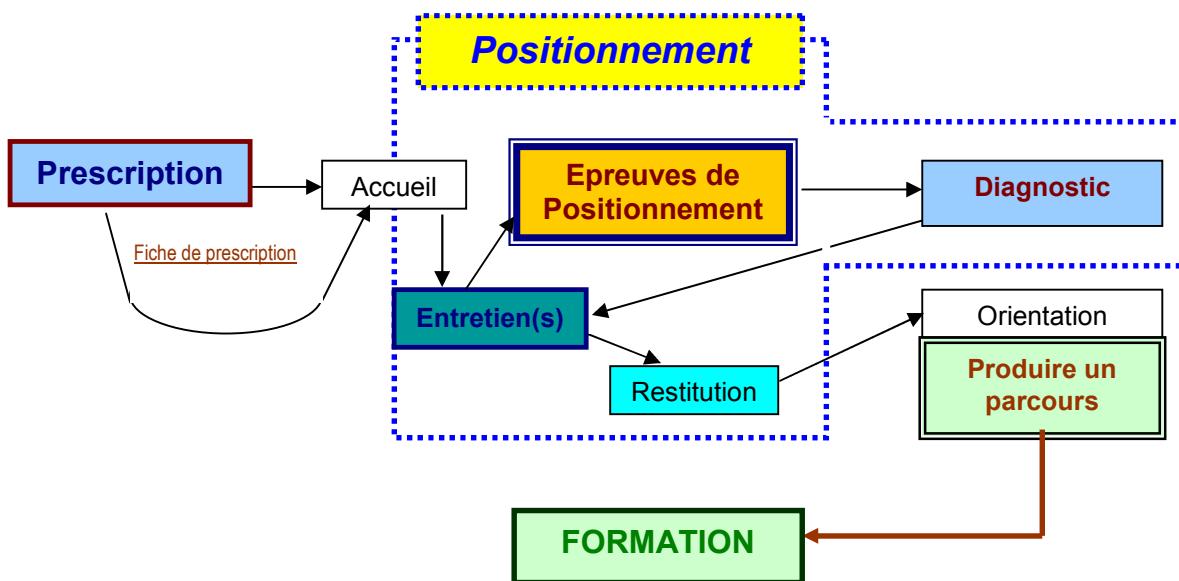 Positionnement
Prescription
Accueil
Epreuves de
Positionnement
Diagnostic
Fiche de prescription
Entretien(s)
Restitution
Orientation
Produire un
parcours
FORMATION